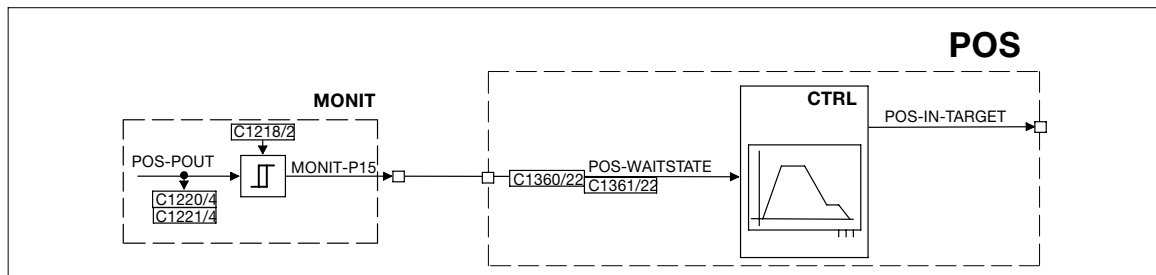 POS
MONIT
CTRL
C1218/2
POS-IN-TARGET
POS-POUT
MONIT-P15
POS-WAITSTATE
C1360/22
C1361/22
C1220/4
C1221/4